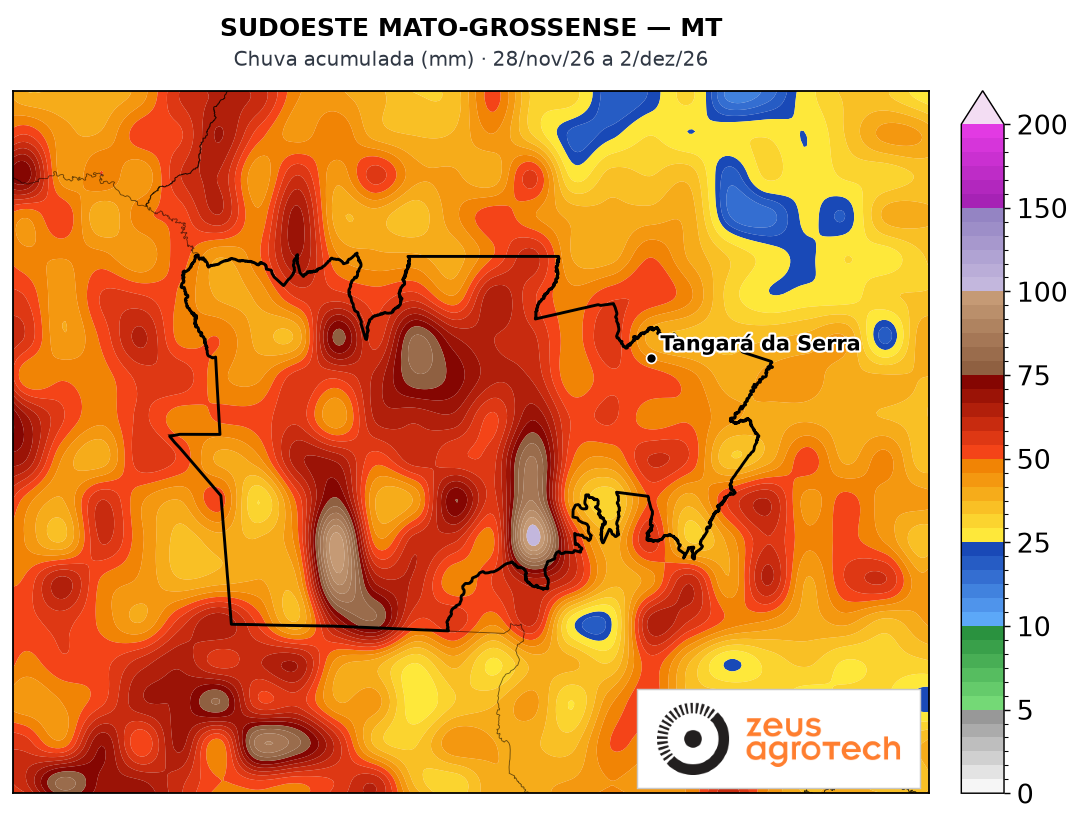 SUDOESTE MATO-GROSSENSE — MT
Chuva acumulada (mm) · 28/nov/26 a 2/dez/26
200
150
100
75
50
25
10
5
0
Tangará da Serra
zeus
agrotech